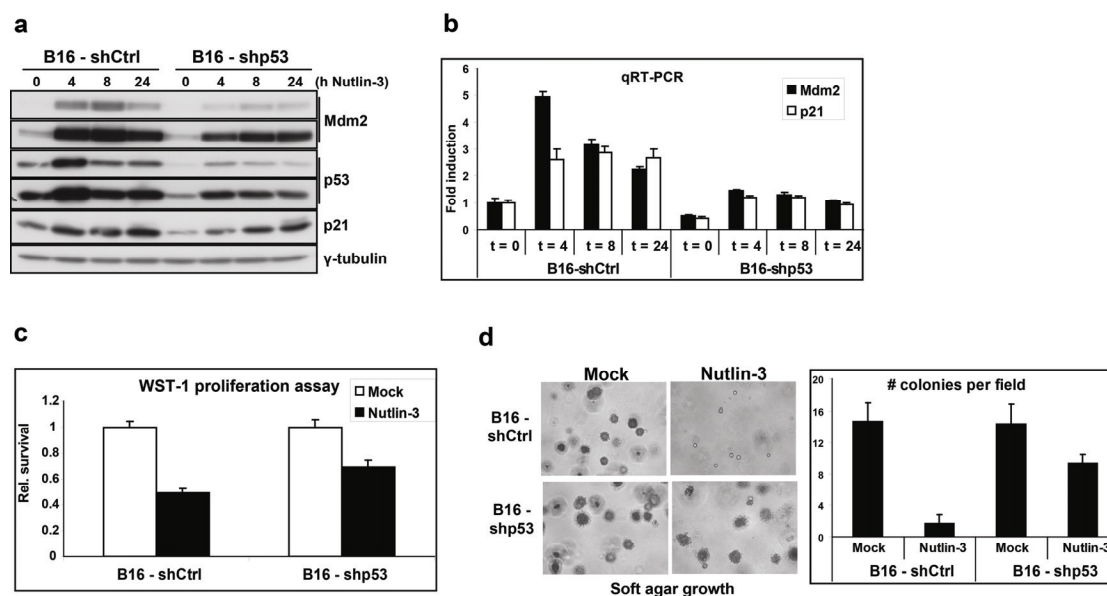 a
B16 - shCtrl B16 - shp53
0 4 8 24 0 4 8 24 (h Nutlin-3)
Mdm2
p53
p21
γ-tubulin
b
qRT-PCR
Mdm2
p21
Fold induction
6
5
4
3
2
1
0
t = 0 t = 4 t = 8 t = 24 t = 0 t = 4 t = 8 t = 24
B16-shCtrl B16-shp53
c
WST-1 proliferation assay
Mock
Nutlin-3
Rel. survival
1.2
1
0.8
0.6
0.4
0.2
0
B16 - shCtrl B16 - shp53
d
Mock Nutlin-3
B16 -
shCtrl
B16 -
shp53
Soft agar growth
# colonies per field
20
16
12
8
4
0
Mock Nutlin-3 Mock Nutlin-3
B16 - shCtrl B16 - shp53